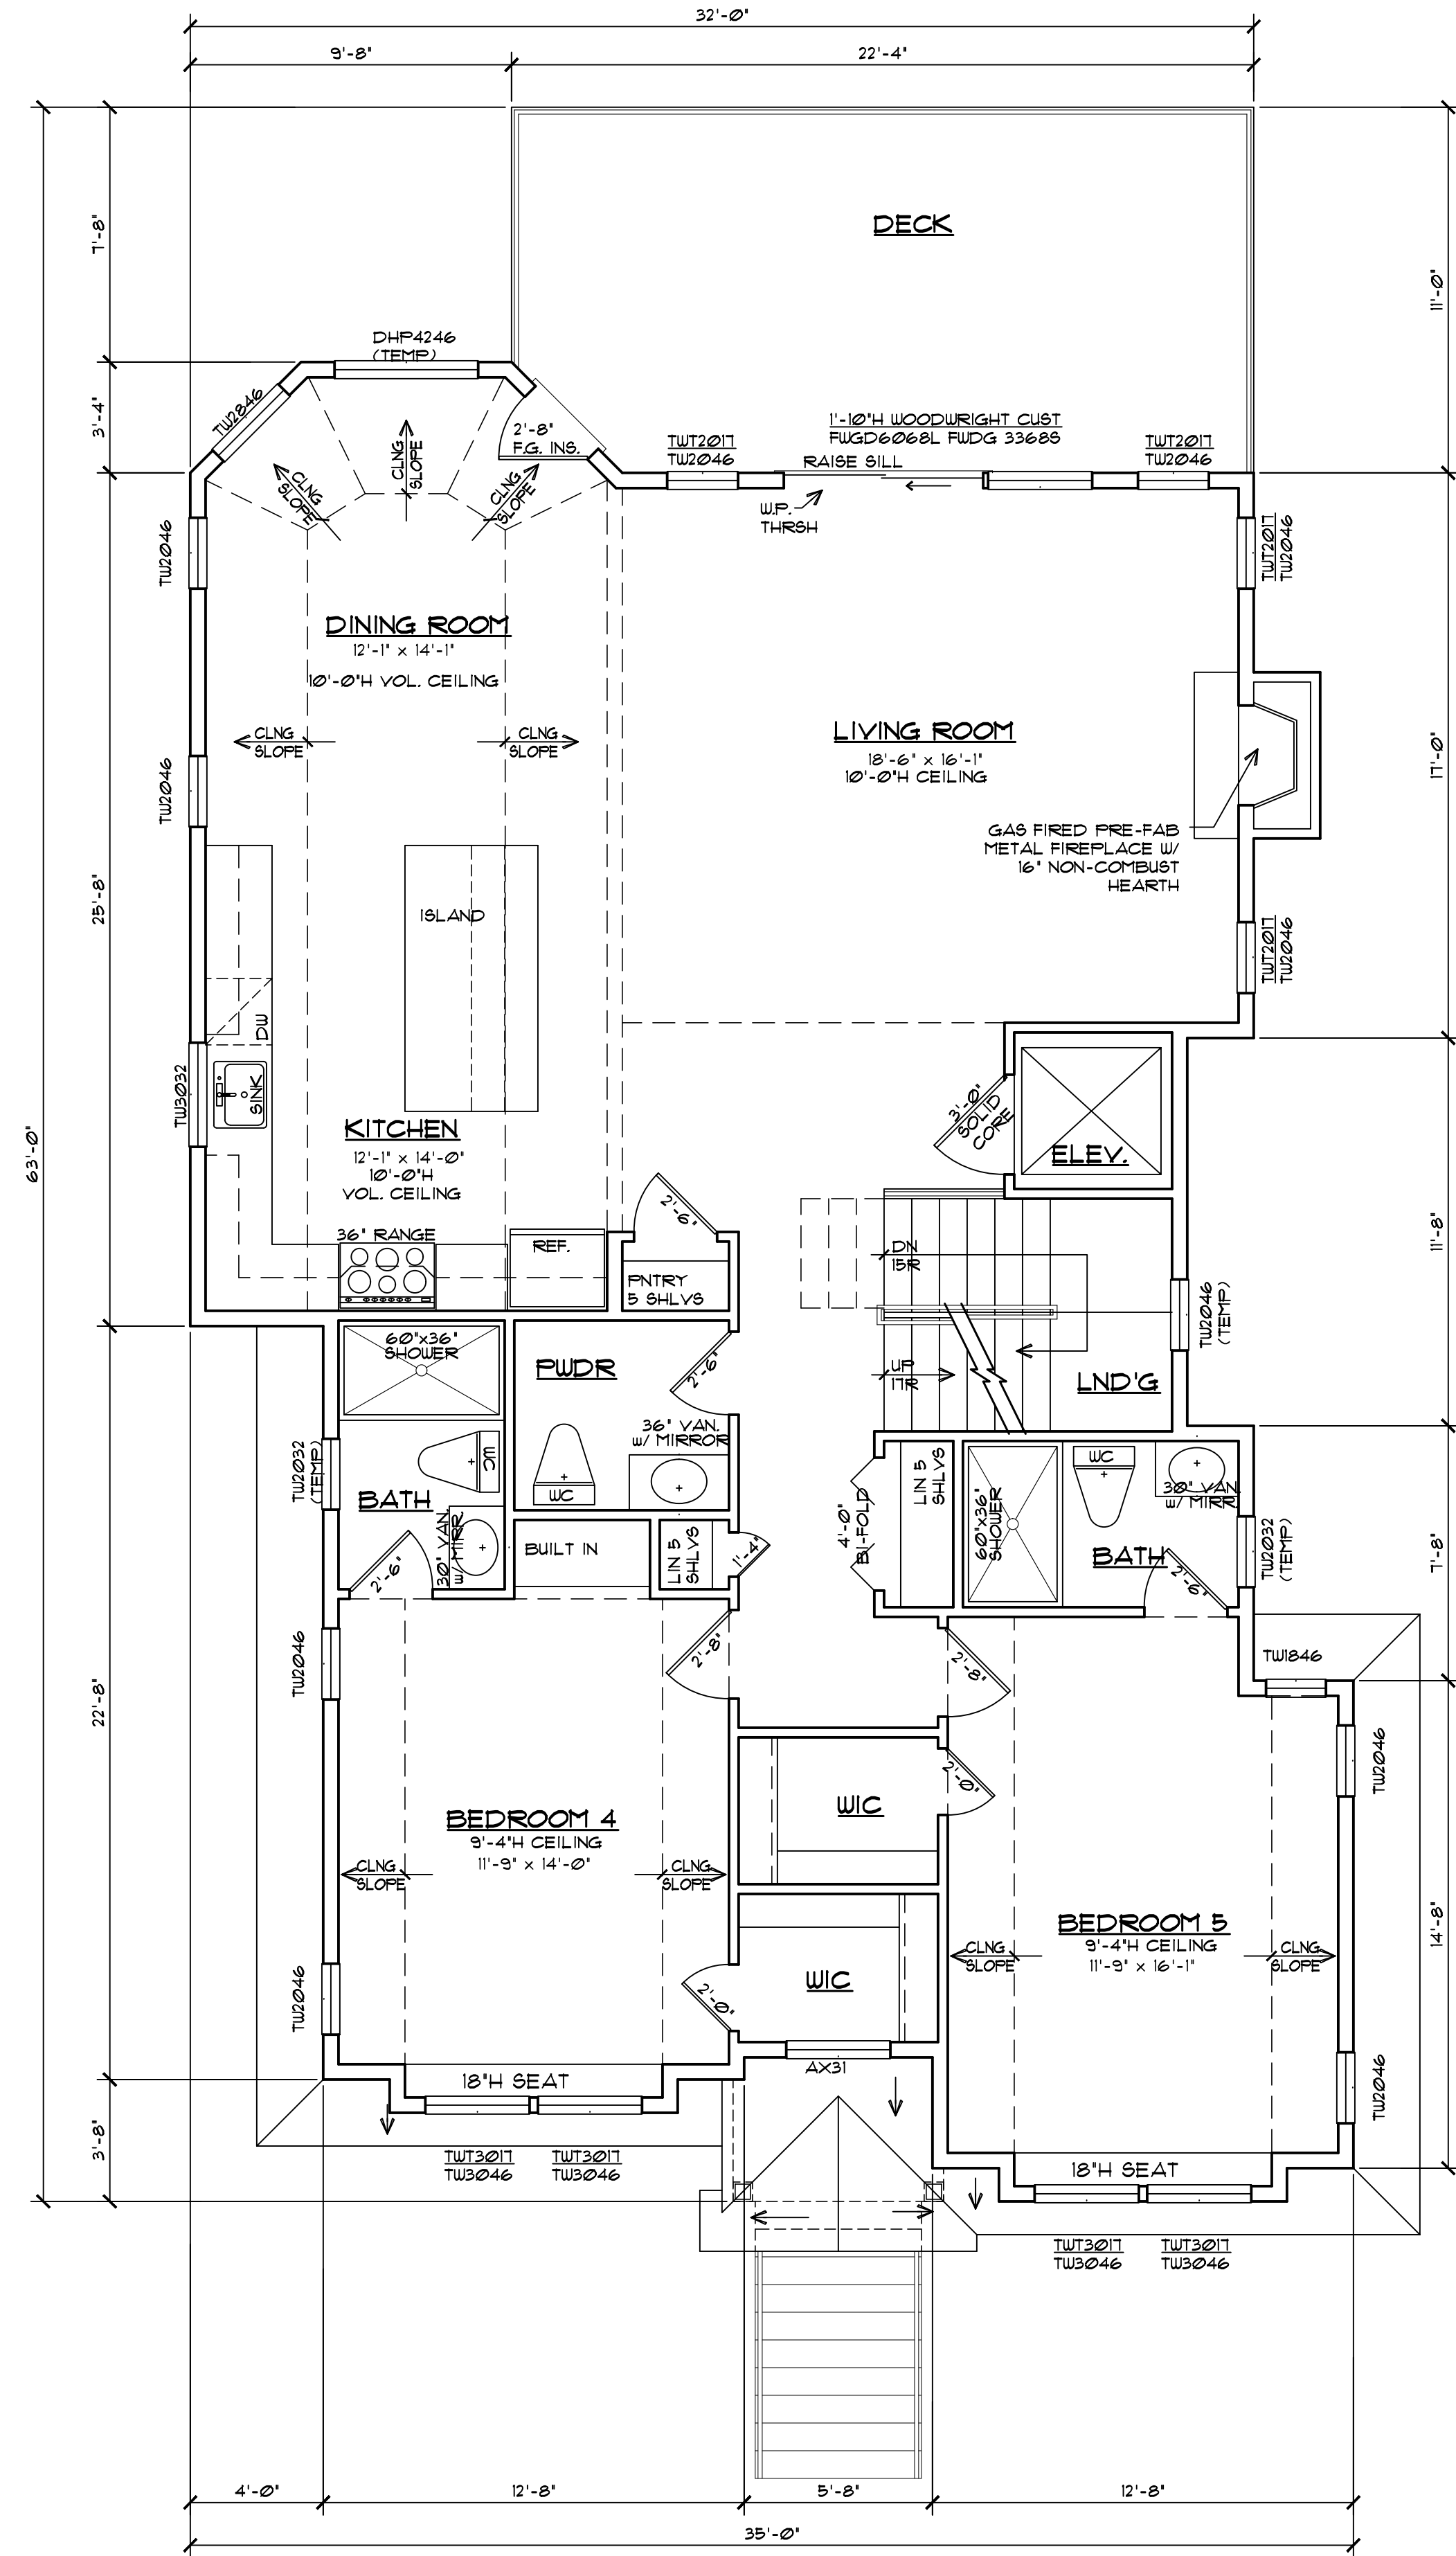 32'-0"
9'-8"
22'-4"
DECK
7'-8"
11'-0"
DHP4246
(TEMP)
TW2846
3'-4"
2'-8"
F.G. INS.
1'-10"H WOODWRIGHT CUST
FWGD6068L FWDG 3368S
RAISE SILL
TWT2017
TW2046
TWT2017
TW2046
CLNG
SLOPE
CLNG
SLOPE
CLNG
SLOPE
W.P.
THRSH
TW2046
TWT2017
TW2046
DINING ROOM
12'-1" x 14'-1"
10'-0"H VOL. CEILING
CLNG
SLOPE
CLNG
SLOPE
LIVING ROOM
18'-6" x 16'-1"
10'-0"H CEILING
TW2046
17'-0"
GAS FIRED PRE-FAB
METAL FIREPLACE W/
16" NON-COMBUST
HEARTH
25'-8"
ISLAND
TWT2017
TW2046
DW
SINK
TW3032
63'-0"
KITCHEN
12'-1" x 14'-0"
10'-0"H
VOL. CEILING
3'-0"
SOLID
CORE
ELEV.
2'-6"
36" RANGE
REF.
PNTRY
5 SHLVS
DN
15R
11'-8"
TW2046
(TEMP)
60"x36"
SHOWER
PWDR
2'-6"
UP
17R
LND'G
36" VAN.
w/ MIRROR
WC
WC
TW2032
(TEMP)
BATH
30" VAN.
w/ MIRR.
2'-6"
BUILT IN
LIN 5
SHLVS
1'-4"
4'-0"
BI-FOLD
LIN 5
SHLVS
60"x36"
SHOWER
WC
30" VAN.
w/ MIRR.
BATH
2'-6"
TW2032
(TEMP)
7'-8"
TW2046
2'-8"
2'-8"
TW1846
22'-8"
TW2046
2'-0"
WIC
BEDROOM 4
9'-4"H CEILING
11'-9" x 14'-0"
CLNG
SLOPE
CLNG
SLOPE
BEDROOM 5
9'-4"H CEILING
11'-9" x 16'-1"
CLNG
SLOPE
CLNG
SLOPE
14'-8"
WIC
2'-0"
TW2046
AX31
TW2046
18"H SEAT
3'-8"
TWT3017
TW3046
TWT3017
TW3046
18"H SEAT
TWT3017
TW3046
TWT3017
TW3046
4'-0"
12'-8"
5'-8"
12'-8"
35'-0"